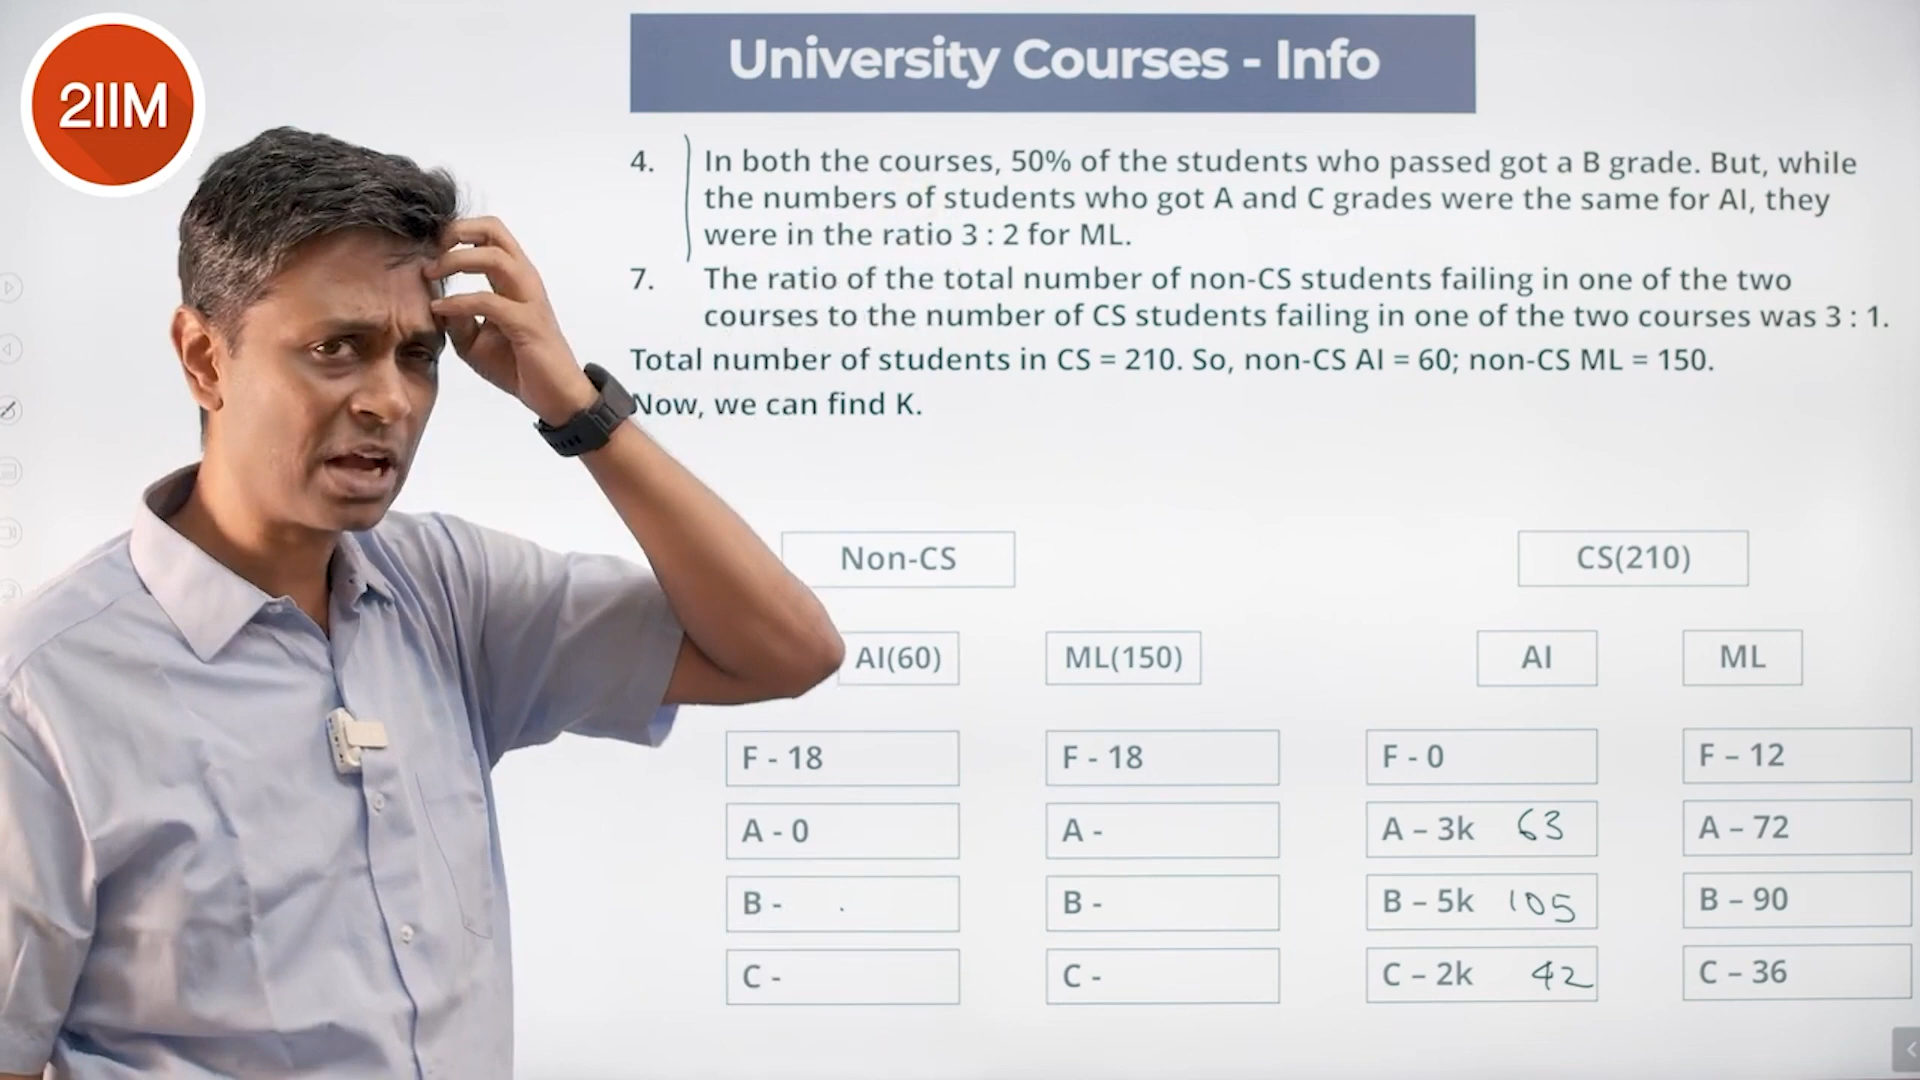 2IIM
University Courses - Info
4. In both the courses, 50% of the students who passed got a B grade. But, while
the numbers of students who got A and C grades were the same for AI, they
were in the ratio 3 : 2 for ML.
7. The ratio of the total number of non-CS students failing in one of the two
courses to the number of CS students failing in one of the two courses was 3 : 1.
Total number of students in CS = 210. So, non-CS AI = 60; non-CS ML = 150.
Now, we can find K.
Non-CS CS(210)
AI(60) ML(150) AI ML
F - 18 F - 18 F - 0 F – 12
A - 0 A - A – 3k 63 A – 72
B - B - B – 5k 105 B – 90
C - C - C – 2k 42 C – 36